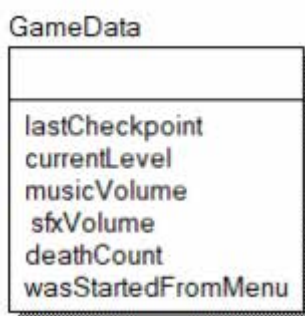 GameData
lastCheckpoint
currentLevel
musicVolume
sfxVolume
deathCount
wasStartedFromMenu